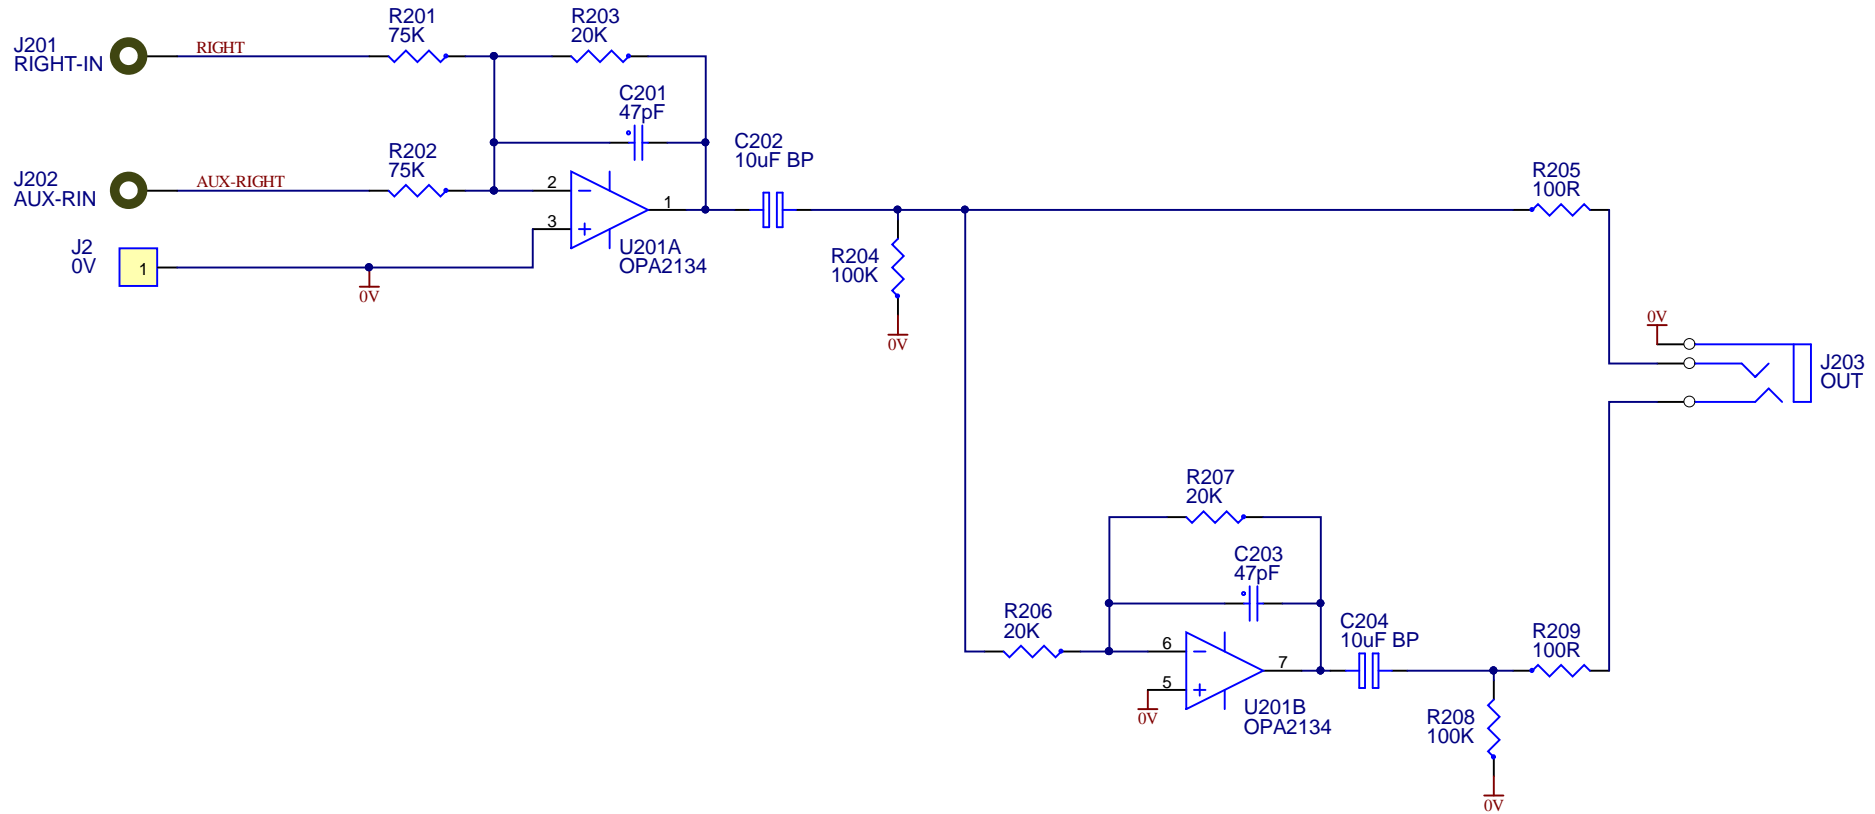 J201
RIGHT-IN
RIGHT
R201
75K
R203
20K
C201
47pF
J202
AUX-RIN
AUX-RIGHT
R202
75K
2
3
1
U201A
OPA2134
J2
0V
1
0V
C202
10uF BP
R204
100K
0V
R205
100R
0V
J203
OUT
R207
20K
C203
47pF
R206
20K
6
5
7
0V
U201B
OPA2134
C204
10uF BP
R209
100R
R208
100K
0V